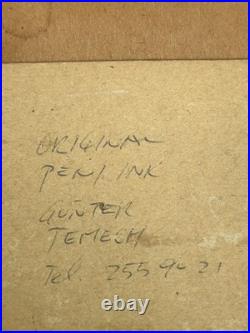 ORIGINAL
PEN & INK
GÜNTER
TEMECH
Tel. 255 90 21